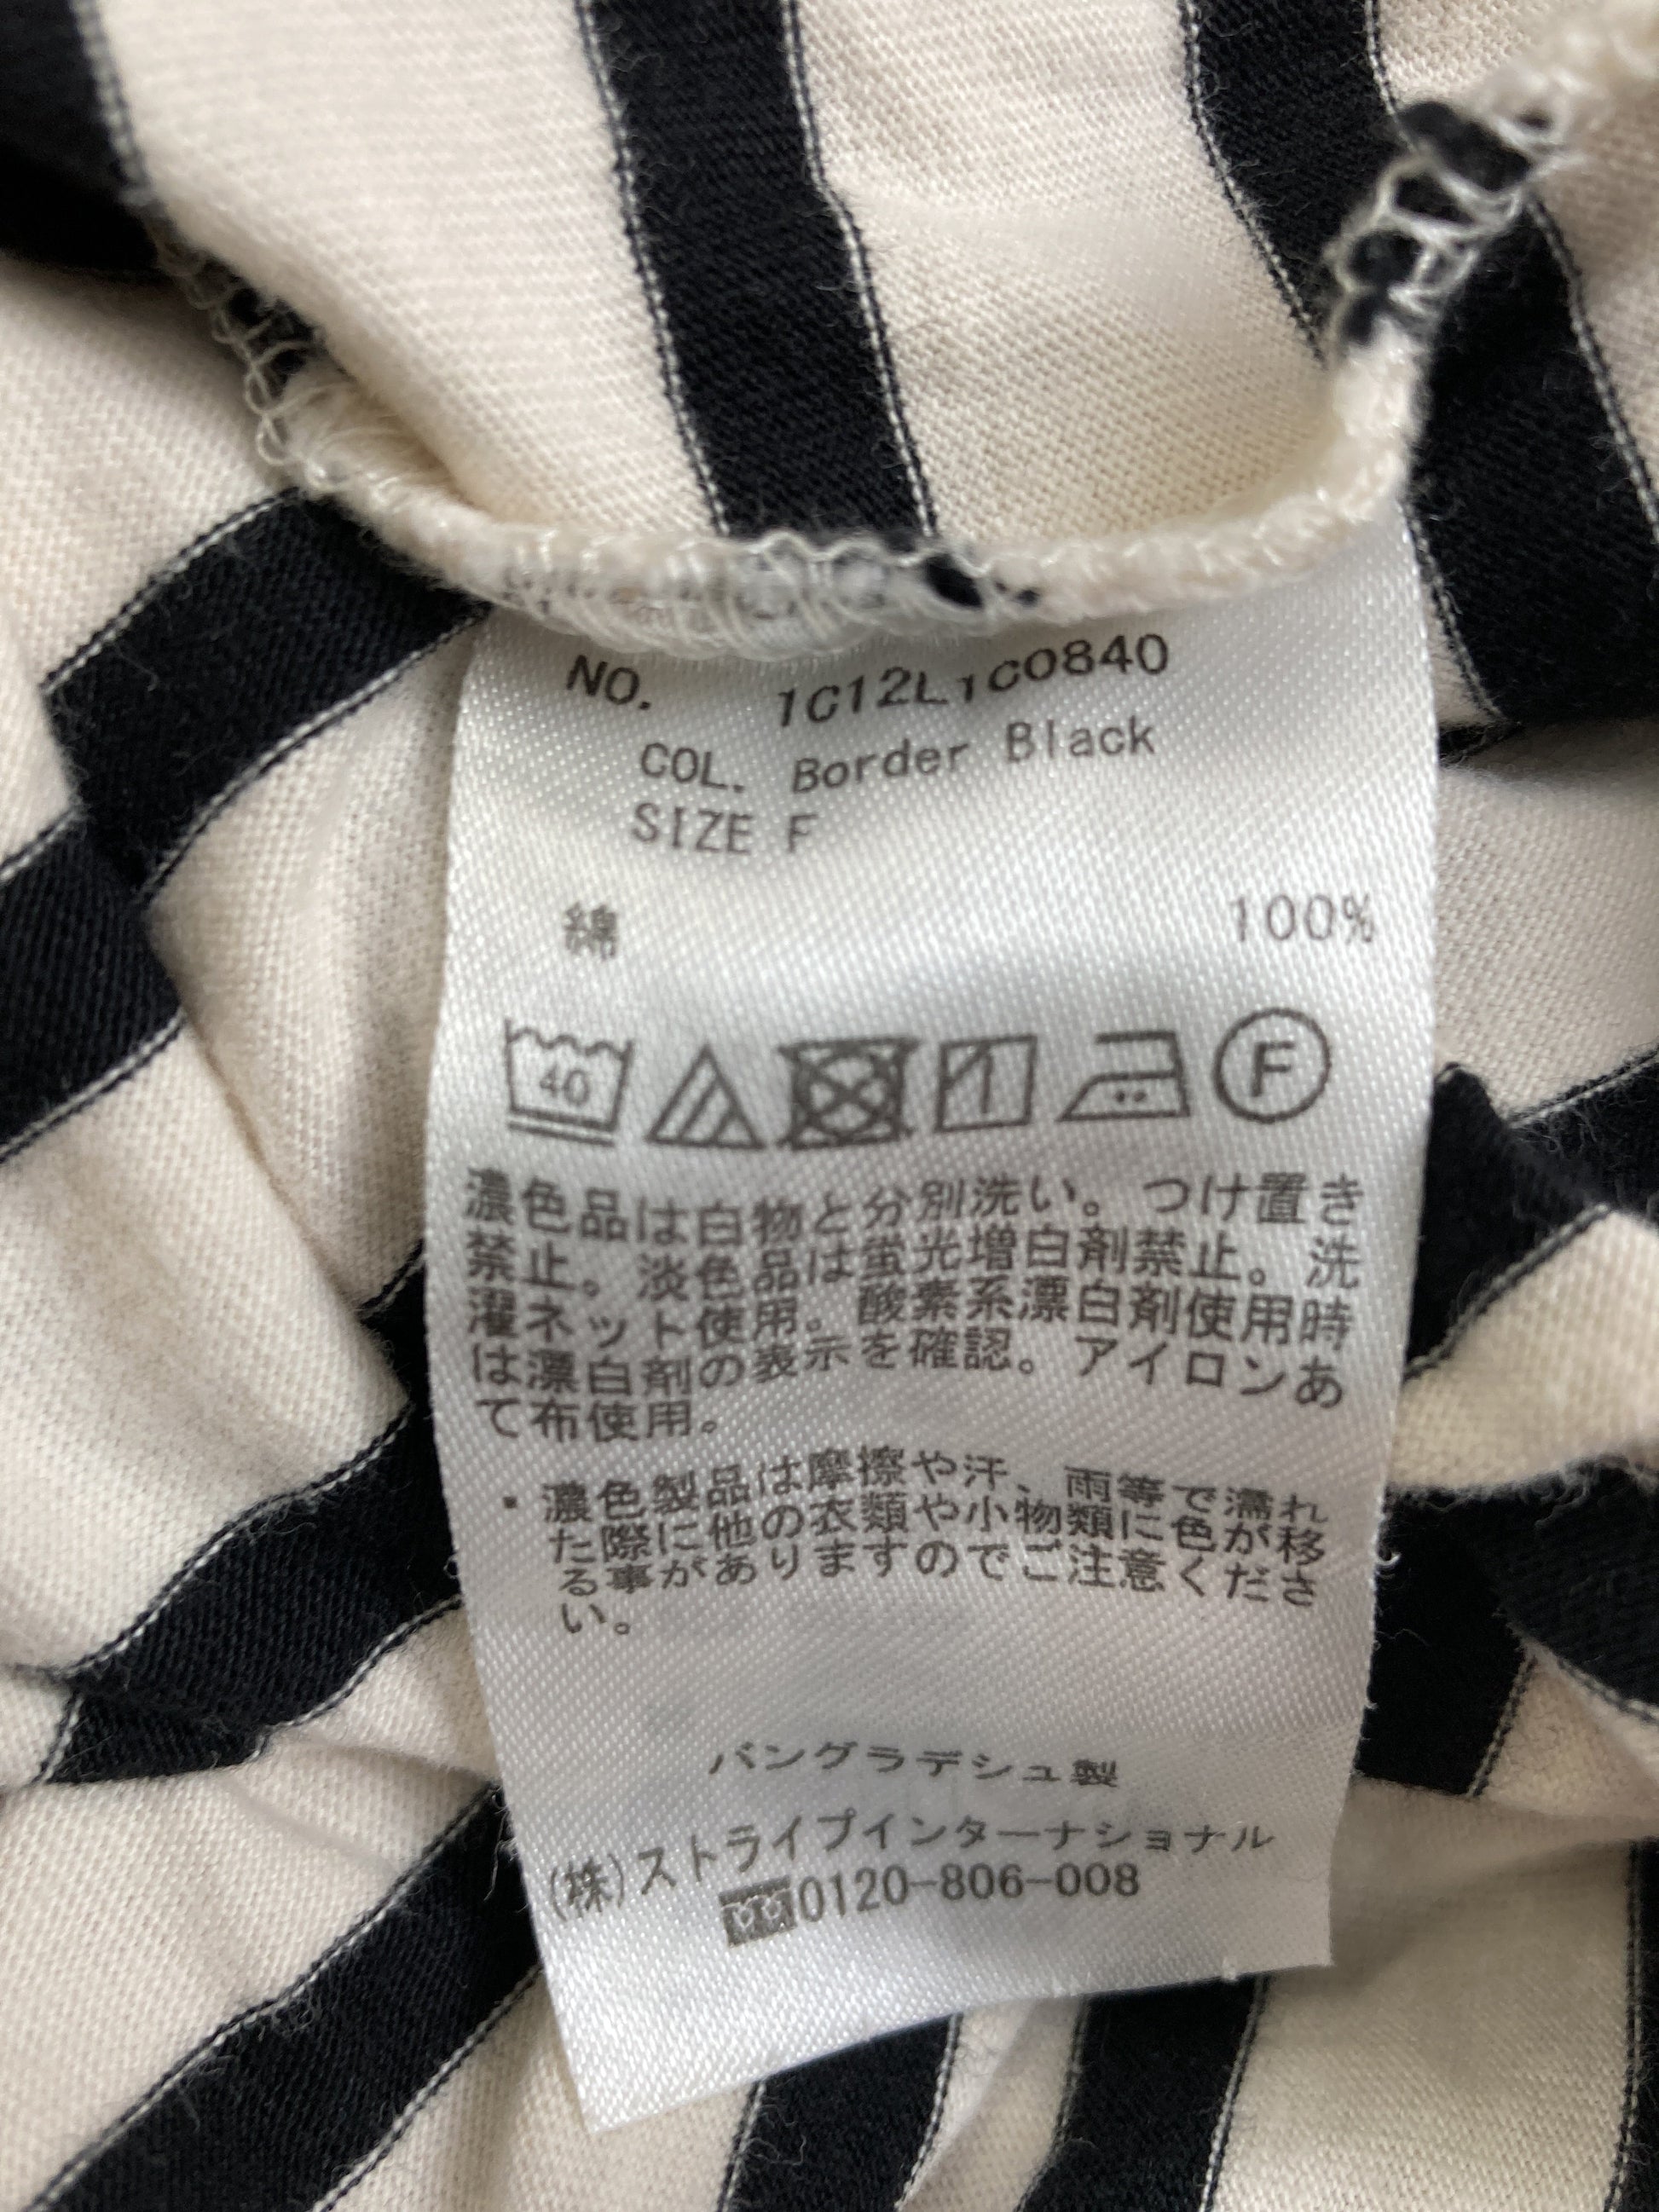 NO. 1C12L1C0840
COL. Border Black
SIZE F
綿 100%
40
F
濃色品は白物と分別洗い。つけ置き
禁止。淡色品は蛍光増白剤禁止。洗
濯ネット使用。酸素系漂白剤使用時
は漂白剤の表示を確認。アイロンあ
て布使用。
・濃色製品は摩擦や汗、雨等で濡れ
た際に他の衣類や小物類に色が移
る事がありますのでご注意くださ
い。
バングラデシュ製
(株)ストライプインターナショナル
0120-806-008